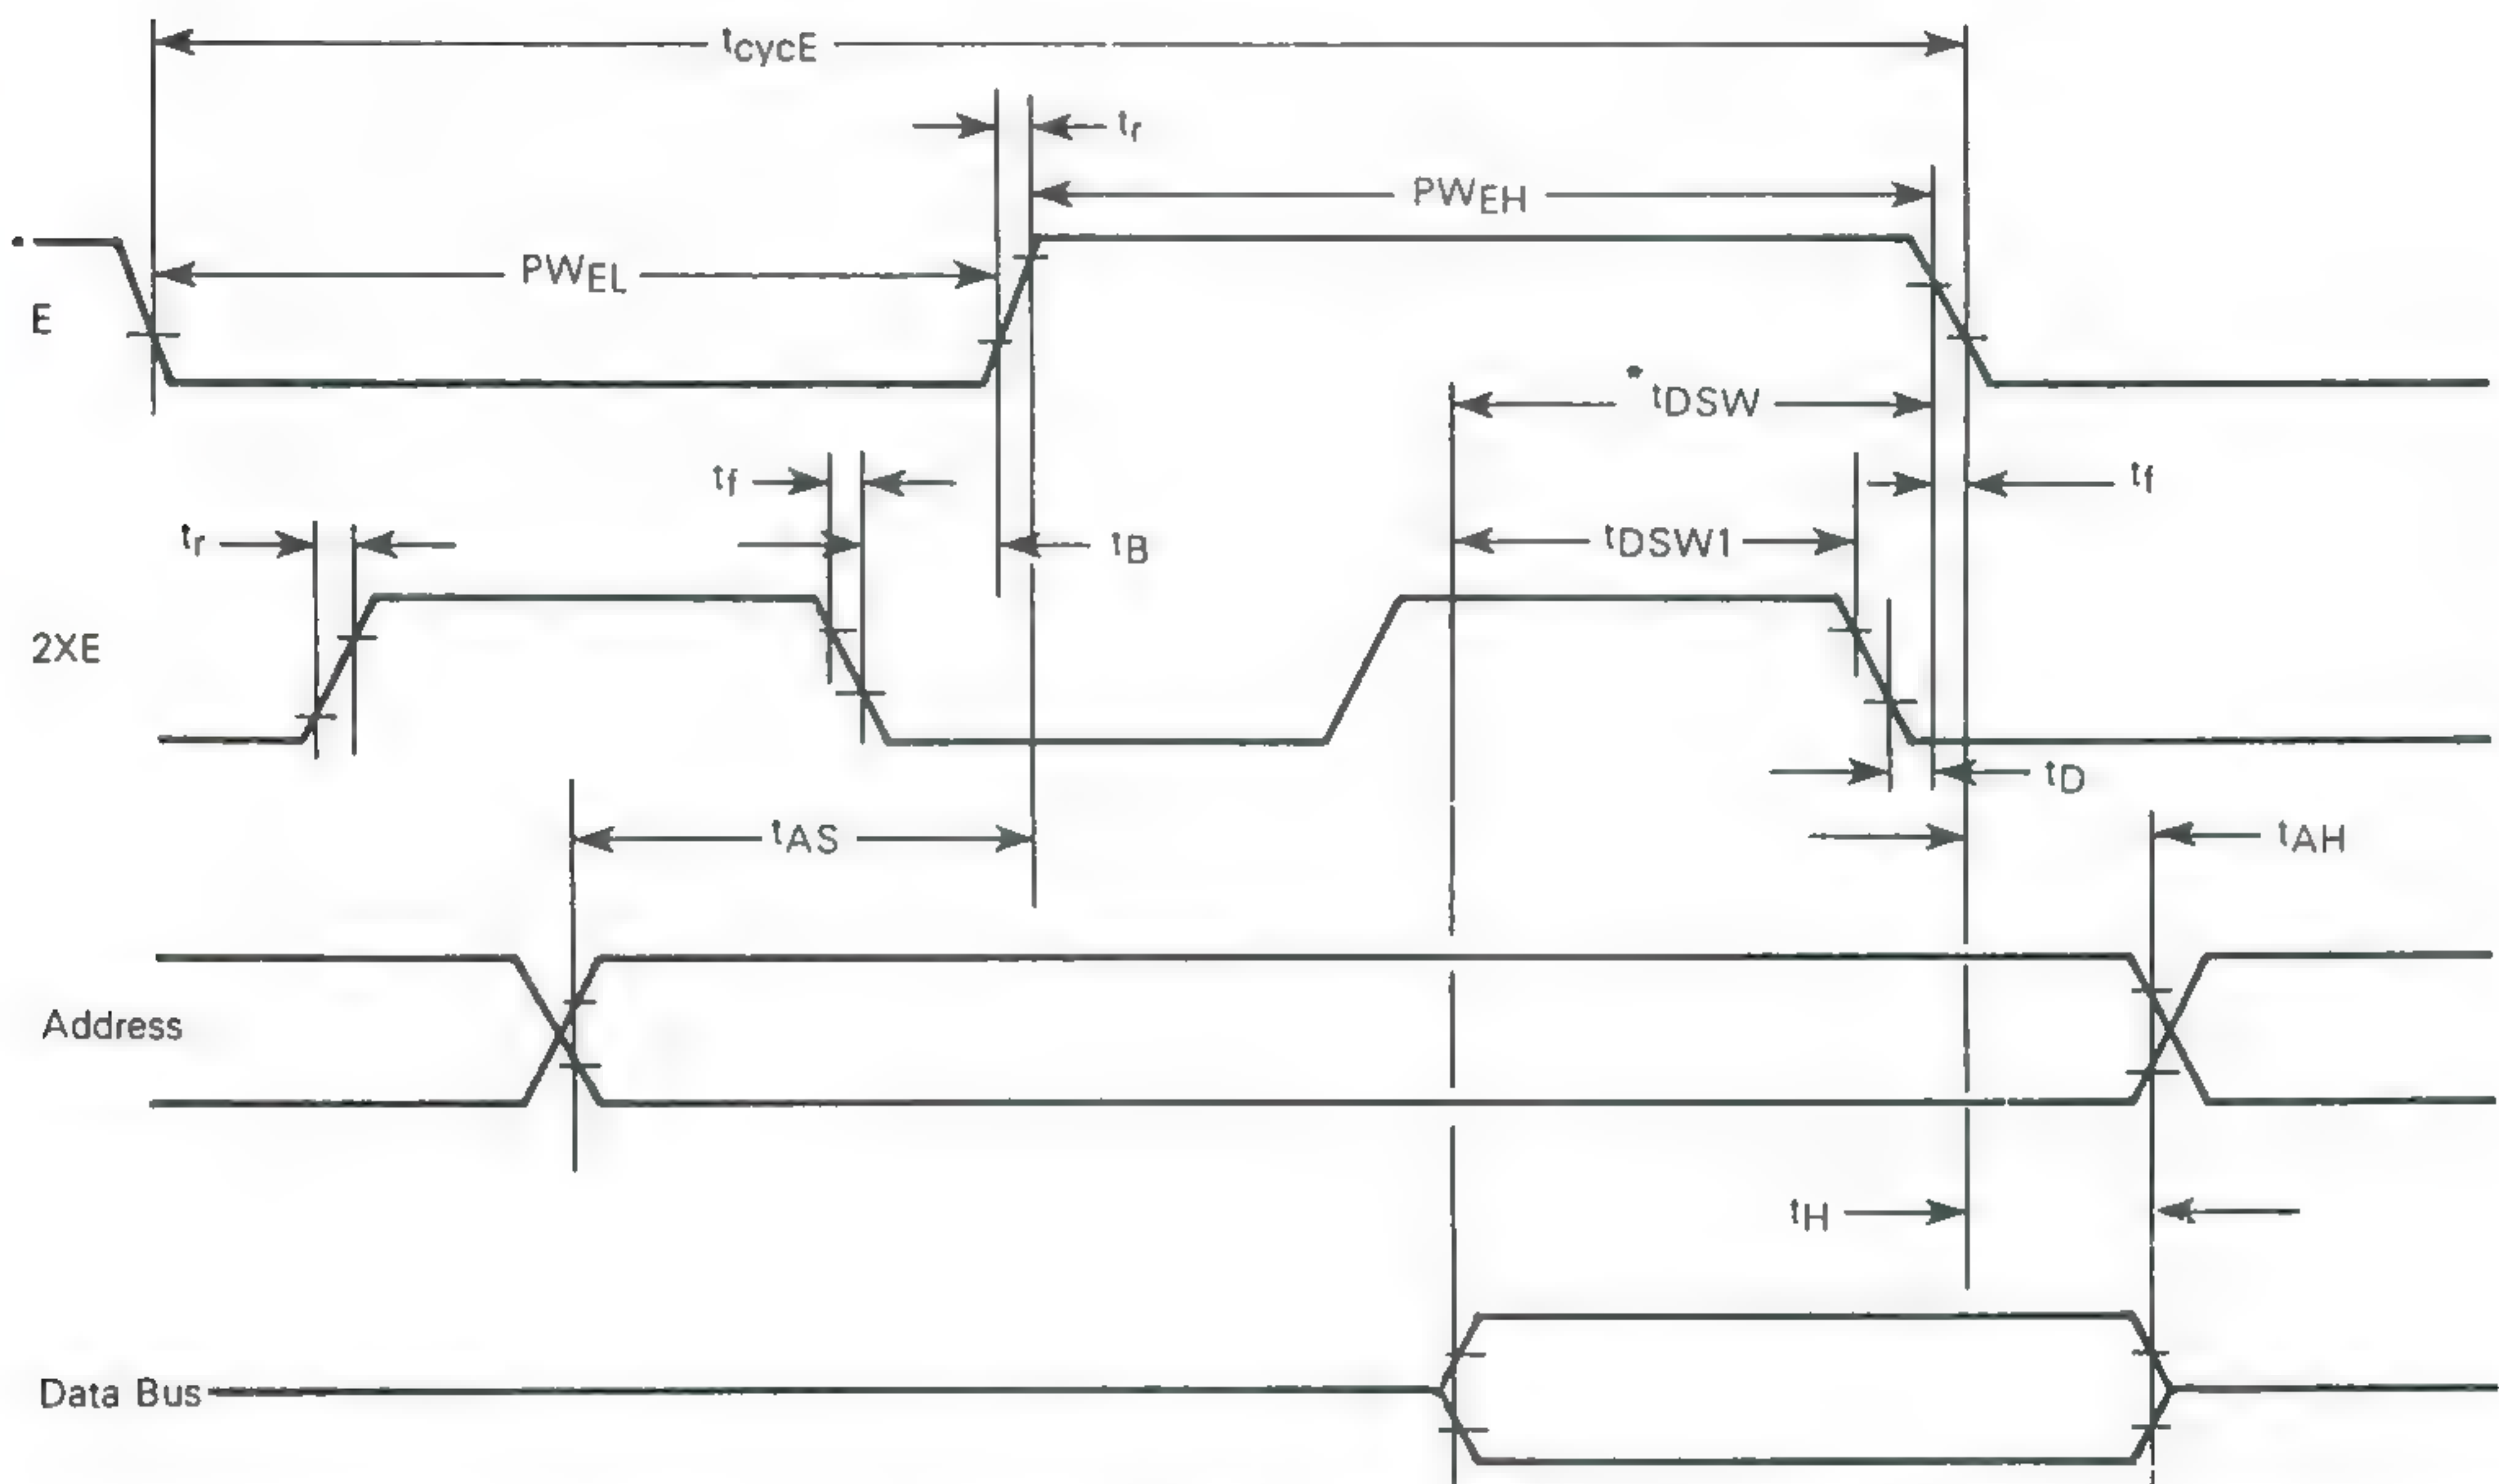 tcycE
tr
PWEH
PWEL
E
tDSW
tf
tf
tr
tDSW1
tB
2XE
tD
tAS
tAH
Address
tH
Data Bus